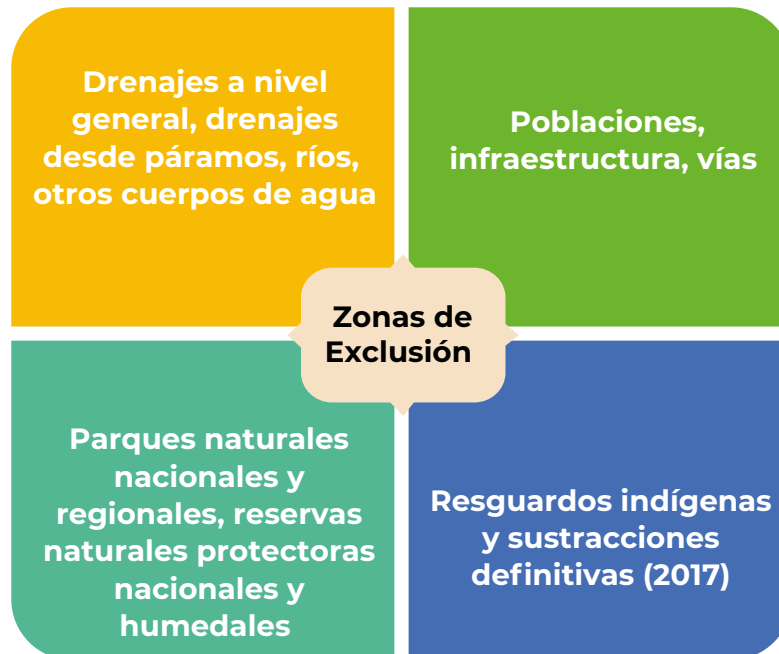 Drenajes a nivel
general, drenajes
desde páramos, ríos,
otros cuerpos de agua
Poblaciones,
infraestructura, vías
Zonas de
Exclusión
Parques naturales
nacionales y
regionales, reservas
naturales protectoras
nacionales y
humedales
Resguardos indígenas
y sustracciones
definitivas (2017)